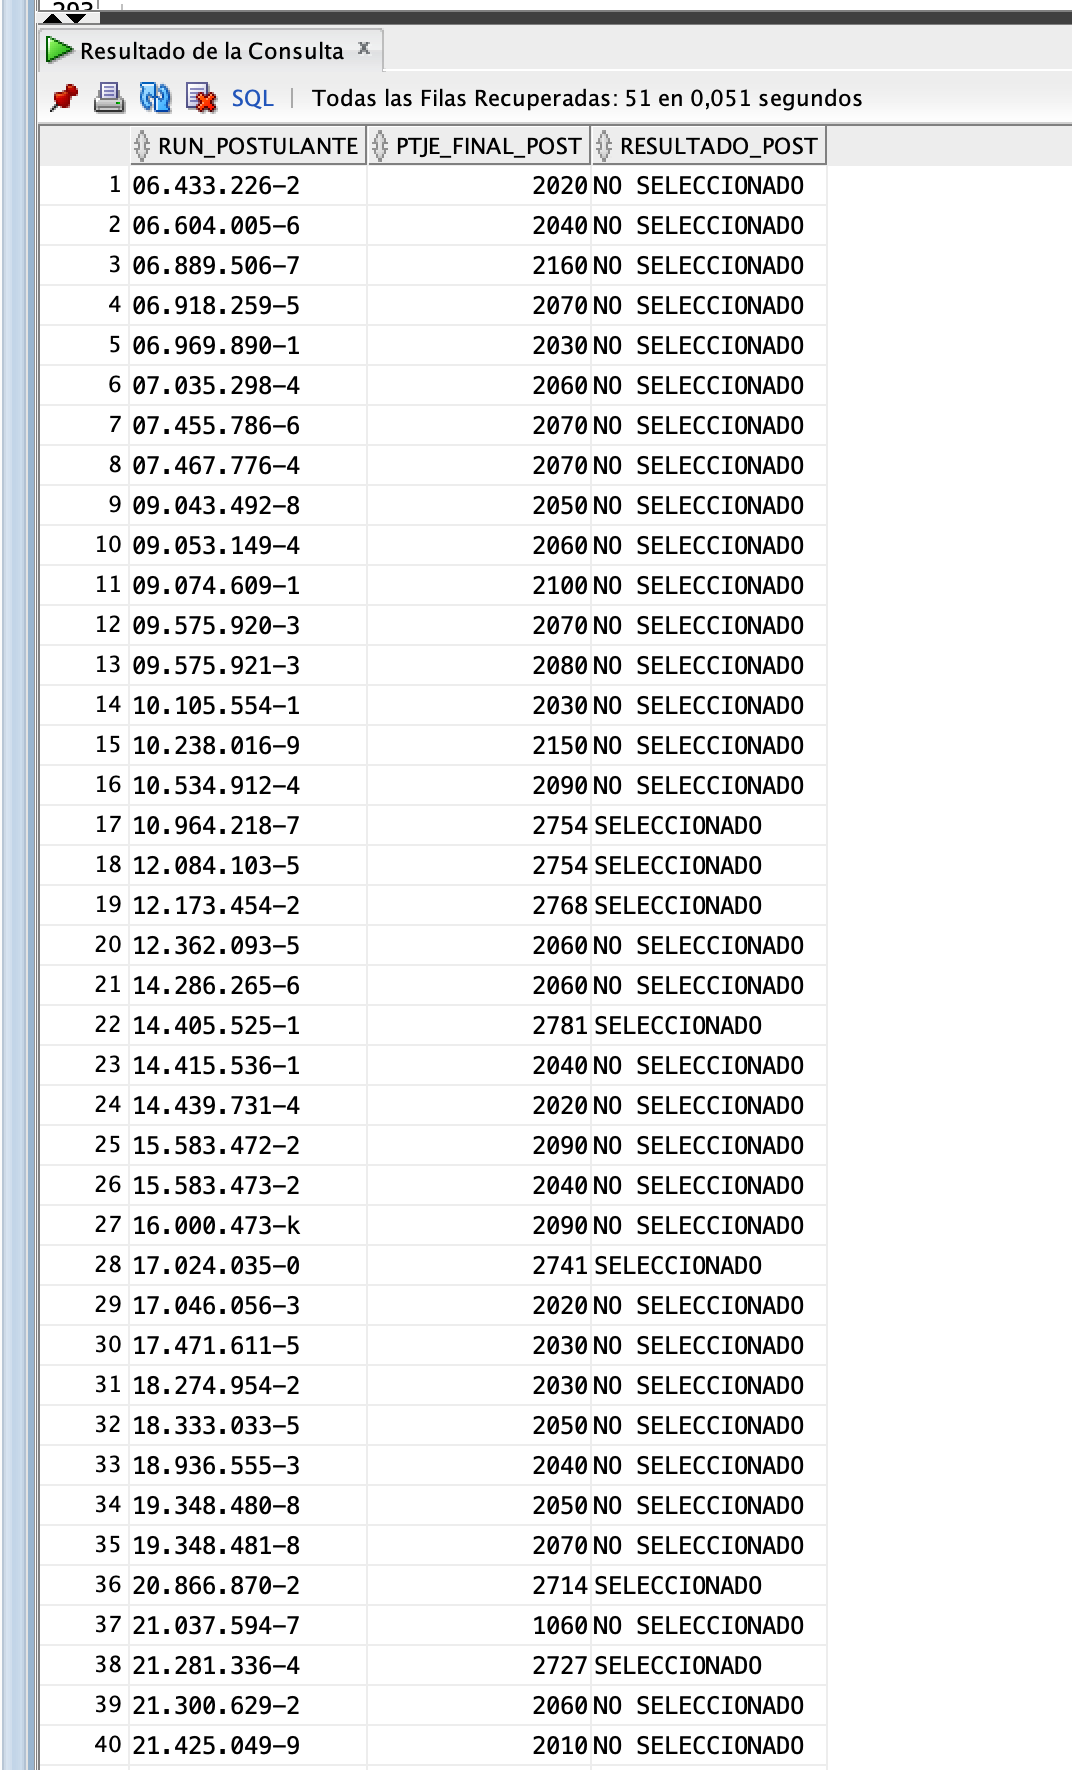 293
Resultado de la Consulta x
SQL | Todas las Filas Recuperadas: 51 en 0,051 segundos
RUN_POSTULANTE PTJE_FINAL_POST RESULTADO_POST
1 06.433.226-2 2020 NO SELECCIONADO
2 06.604.005-6 2040 NO SELECCIONADO
3 06.889.506-7 2160 NO SELECCIONADO
4 06.918.259-5 2070 NO SELECCIONADO
5 06.969.890-1 2030 NO SELECCIONADO
6 07.035.298-4 2060 NO SELECCIONADO
7 07.455.786-6 2070 NO SELECCIONADO
8 07.467.776-4 2070 NO SELECCIONADO
9 09.043.492-8 2050 NO SELECCIONADO
10 09.053.149-4 2060 NO SELECCIONADO
11 09.074.609-1 2100 NO SELECCIONADO
12 09.575.920-3 2070 NO SELECCIONADO
13 09.575.921-3 2080 NO SELECCIONADO
14 10.105.554-1 2030 NO SELECCIONADO
15 10.238.016-9 2150 NO SELECCIONADO
16 10.534.912-4 2090 NO SELECCIONADO
17 10.964.218-7 2754 SELECCIONADO
18 12.084.103-5 2754 SELECCIONADO
19 12.173.454-2 2768 SELECCIONADO
20 12.362.093-5 2060 NO SELECCIONADO
21 14.286.265-6 2060 NO SELECCIONADO
22 14.405.525-1 2781 SELECCIONADO
23 14.415.536-1 2040 NO SELECCIONADO
24 14.439.731-4 2020 NO SELECCIONADO
25 15.583.472-2 2090 NO SELECCIONADO
26 15.583.473-2 2040 NO SELECCIONADO
27 16.000.473-k 2090 NO SELECCIONADO
28 17.024.035-0 2741 SELECCIONADO
29 17.046.056-3 2020 NO SELECCIONADO
30 17.471.611-5 2030 NO SELECCIONADO
31 18.274.954-2 2030 NO SELECCIONADO
32 18.333.033-5 2050 NO SELECCIONADO
33 18.936.555-3 2040 NO SELECCIONADO
34 19.348.480-8 2050 NO SELECCIONADO
35 19.348.481-8 2070 NO SELECCIONADO
36 20.866.870-2 2714 SELECCIONADO
37 21.037.594-7 1060 NO SELECCIONADO
38 21.281.336-4 2727 SELECCIONADO
39 21.300.629-2 2060 NO SELECCIONADO
40 21.425.049-9 2010 NO SELECCIONADO